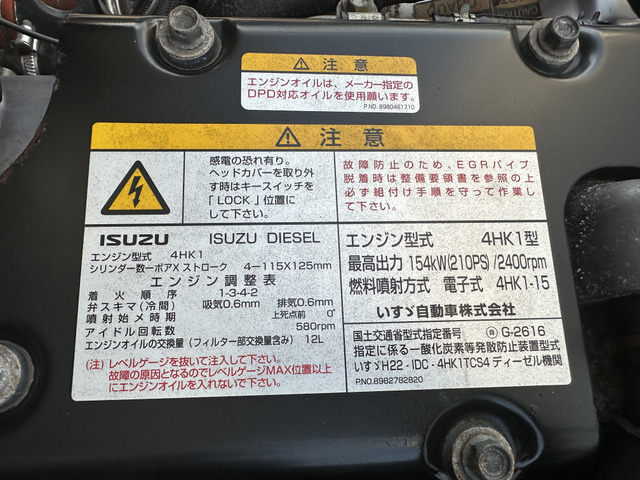 注意
エンジンオイルは、メーカー指定の
DPD対応オイルを使用願います。
P.NO. 8980461710
注意
感電の恐れ有り。
ヘッドカバーを取り外
す時はキースイッチを
「LOCK」位置に
して下さい。
故障防止のため、EGRパイプ
脱着時は整備要領書を参照の上
必ず組付け手順を守って作業し
て下さい。
ISUZU ISUZU DIESEL
エンジン型式 4HK1
シリンダー数ーボアX ストローク 4-115X125mm
エンジン調整表
着火順序 1-3-4-2
弁スキマ(冷間) 吸気0.6mm 排気0.6mm
噴射始メ時期 上死点前 0°
アイドル回転数 580rpm
エンジンオイルの交換量(フィルター部交換量含み) 12L
(注) レベルゲージを抜いて注入して下さい。
故障の原因となるのでレベルゲージMAX位置以上
にエンジンオイルを入れないで下さい。
エンジン型式 4HK1型
最高出力 154kW(210PS)/2400rpm
燃料噴射方式 電子式 4HK1-15
いすゞ自動車株式会社
国土交通省型式指定番号 G-2616
指定に係る一酸化炭素等発散防止装置型式
いすゞH22-IDC-4HK1TCS4 ディーゼル機関
P.NO. 8982782820